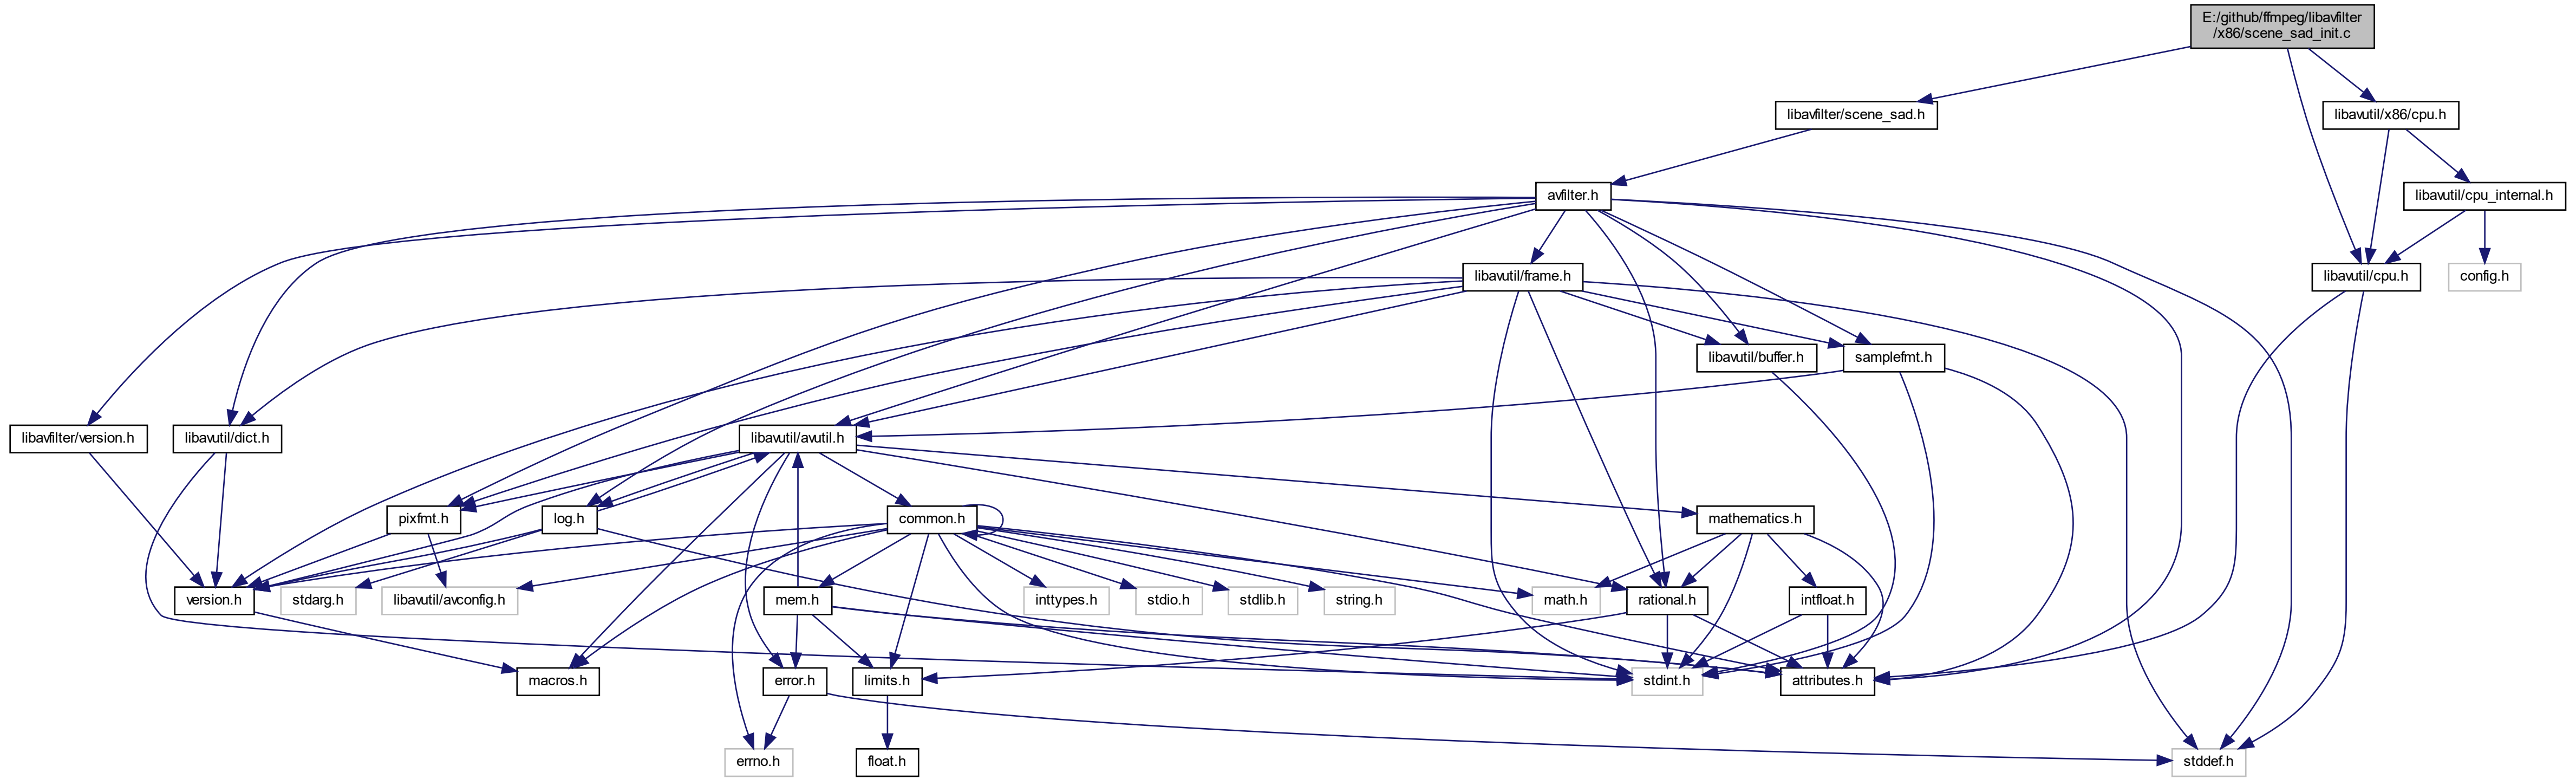 E:/github/ffmpeg/libavfilter
/x86/scene_sad_init.c
libavfilter/scene_sad.h
libavutil/x86/cpu.h
avfilter.h
libavutil/cpu_internal.h
libavutil/frame.h
libavutil/cpu.h
config.h
libavutil/buffer.h
samplefmt.h
libavfilter/version.h
libavutil/dict.h
libavutil/avutil.h
pixfmt.h
log.h
common.h
mathematics.h
version.h
stdarg.h
libavutil/avconfig.h
mem.h
inttypes.h
stdio.h
stdlib.h
string.h
math.h
rational.h
intfloat.h
macros.h
error.h
limits.h
stdint.h
attributes.h
errno.h
float.h
stddef.h